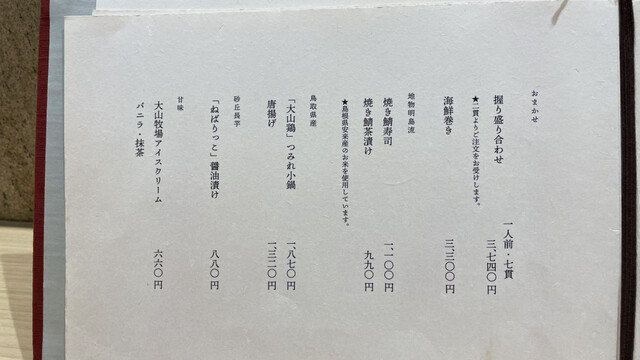 おまかせ
握り盛り合わせ
一人前・七貫
三、七四〇円
★二貫よりご注文をお受けします。
海鮮巻き
三、三〇〇円
地物明島流
焼き鯖寿司
一、一〇〇円
焼き鯖茶漬け
九九〇円
★島根県安来産のお米を使用しています。
鳥取県産
「大山鶏」つみれ小鍋
一、八七〇円
唐揚げ
一、三二〇円
砂丘長芋
「ねばりっこ」醤油漬け
八八〇円
甘味
大山牧場アイスクリーム
六六〇円
バニラ・抹茶